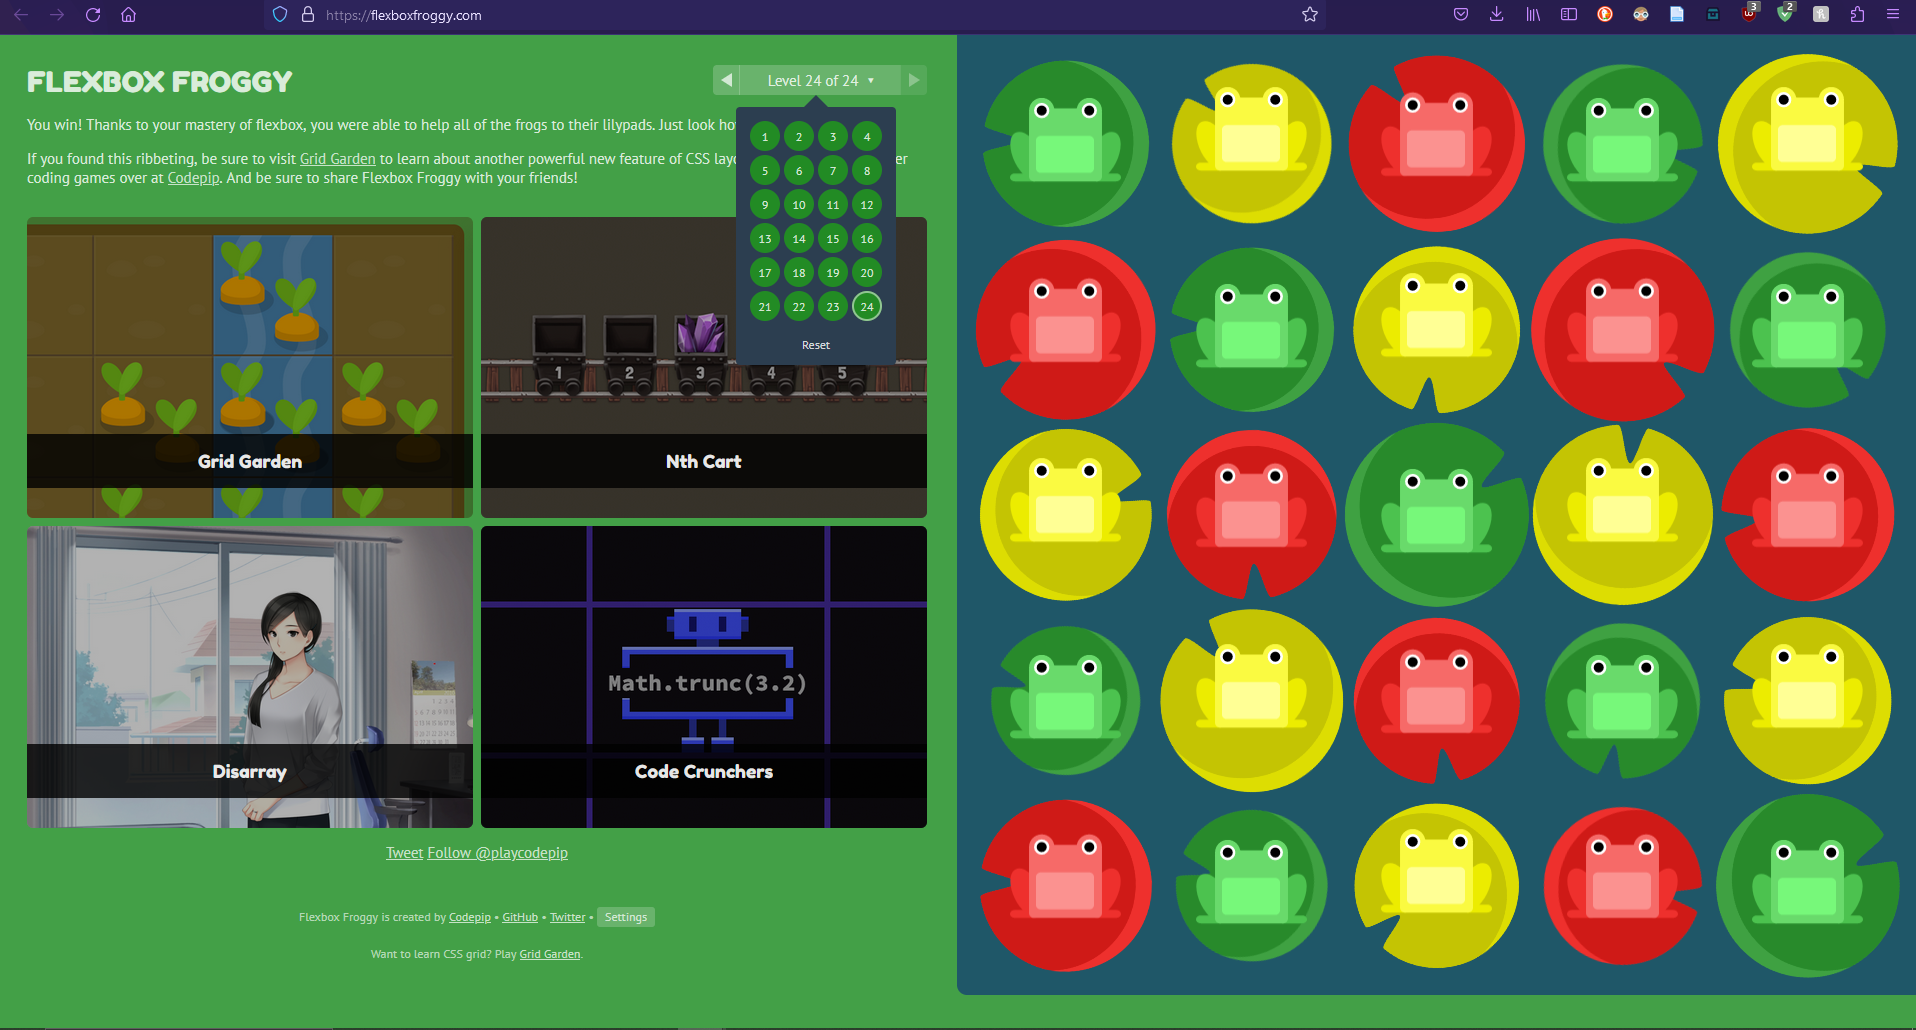 https://flexboxfroggy.com
3
2
FLEXBOX FROGGY
Level 24 of 24 ▾
You win! Thanks to your mastery of flexbox, you were able to help all of the frogs to their lilypads. Just look
If you found this ribbeting, be sure to visit Grid Garden to learn about another powerful new feature of CSS
coding games over at Codepip. And be sure to share Flexbox Froggy with your friends!
1 2 3 4
5 6 7 8
9 10 11 12
13 14 15 16
17 18 19 20
21 22 23 24
Reset
1 2 3 4 5
Grid Garden
Nth Cart
Math.trunc(3.2)
Disarray
Code Crunchers
Tweet Follow @playcodepip
Flexbox Froggy is created by Codepip • GitHub • Twitter • Settings
Want to learn CSS grid? Play Grid Garden.